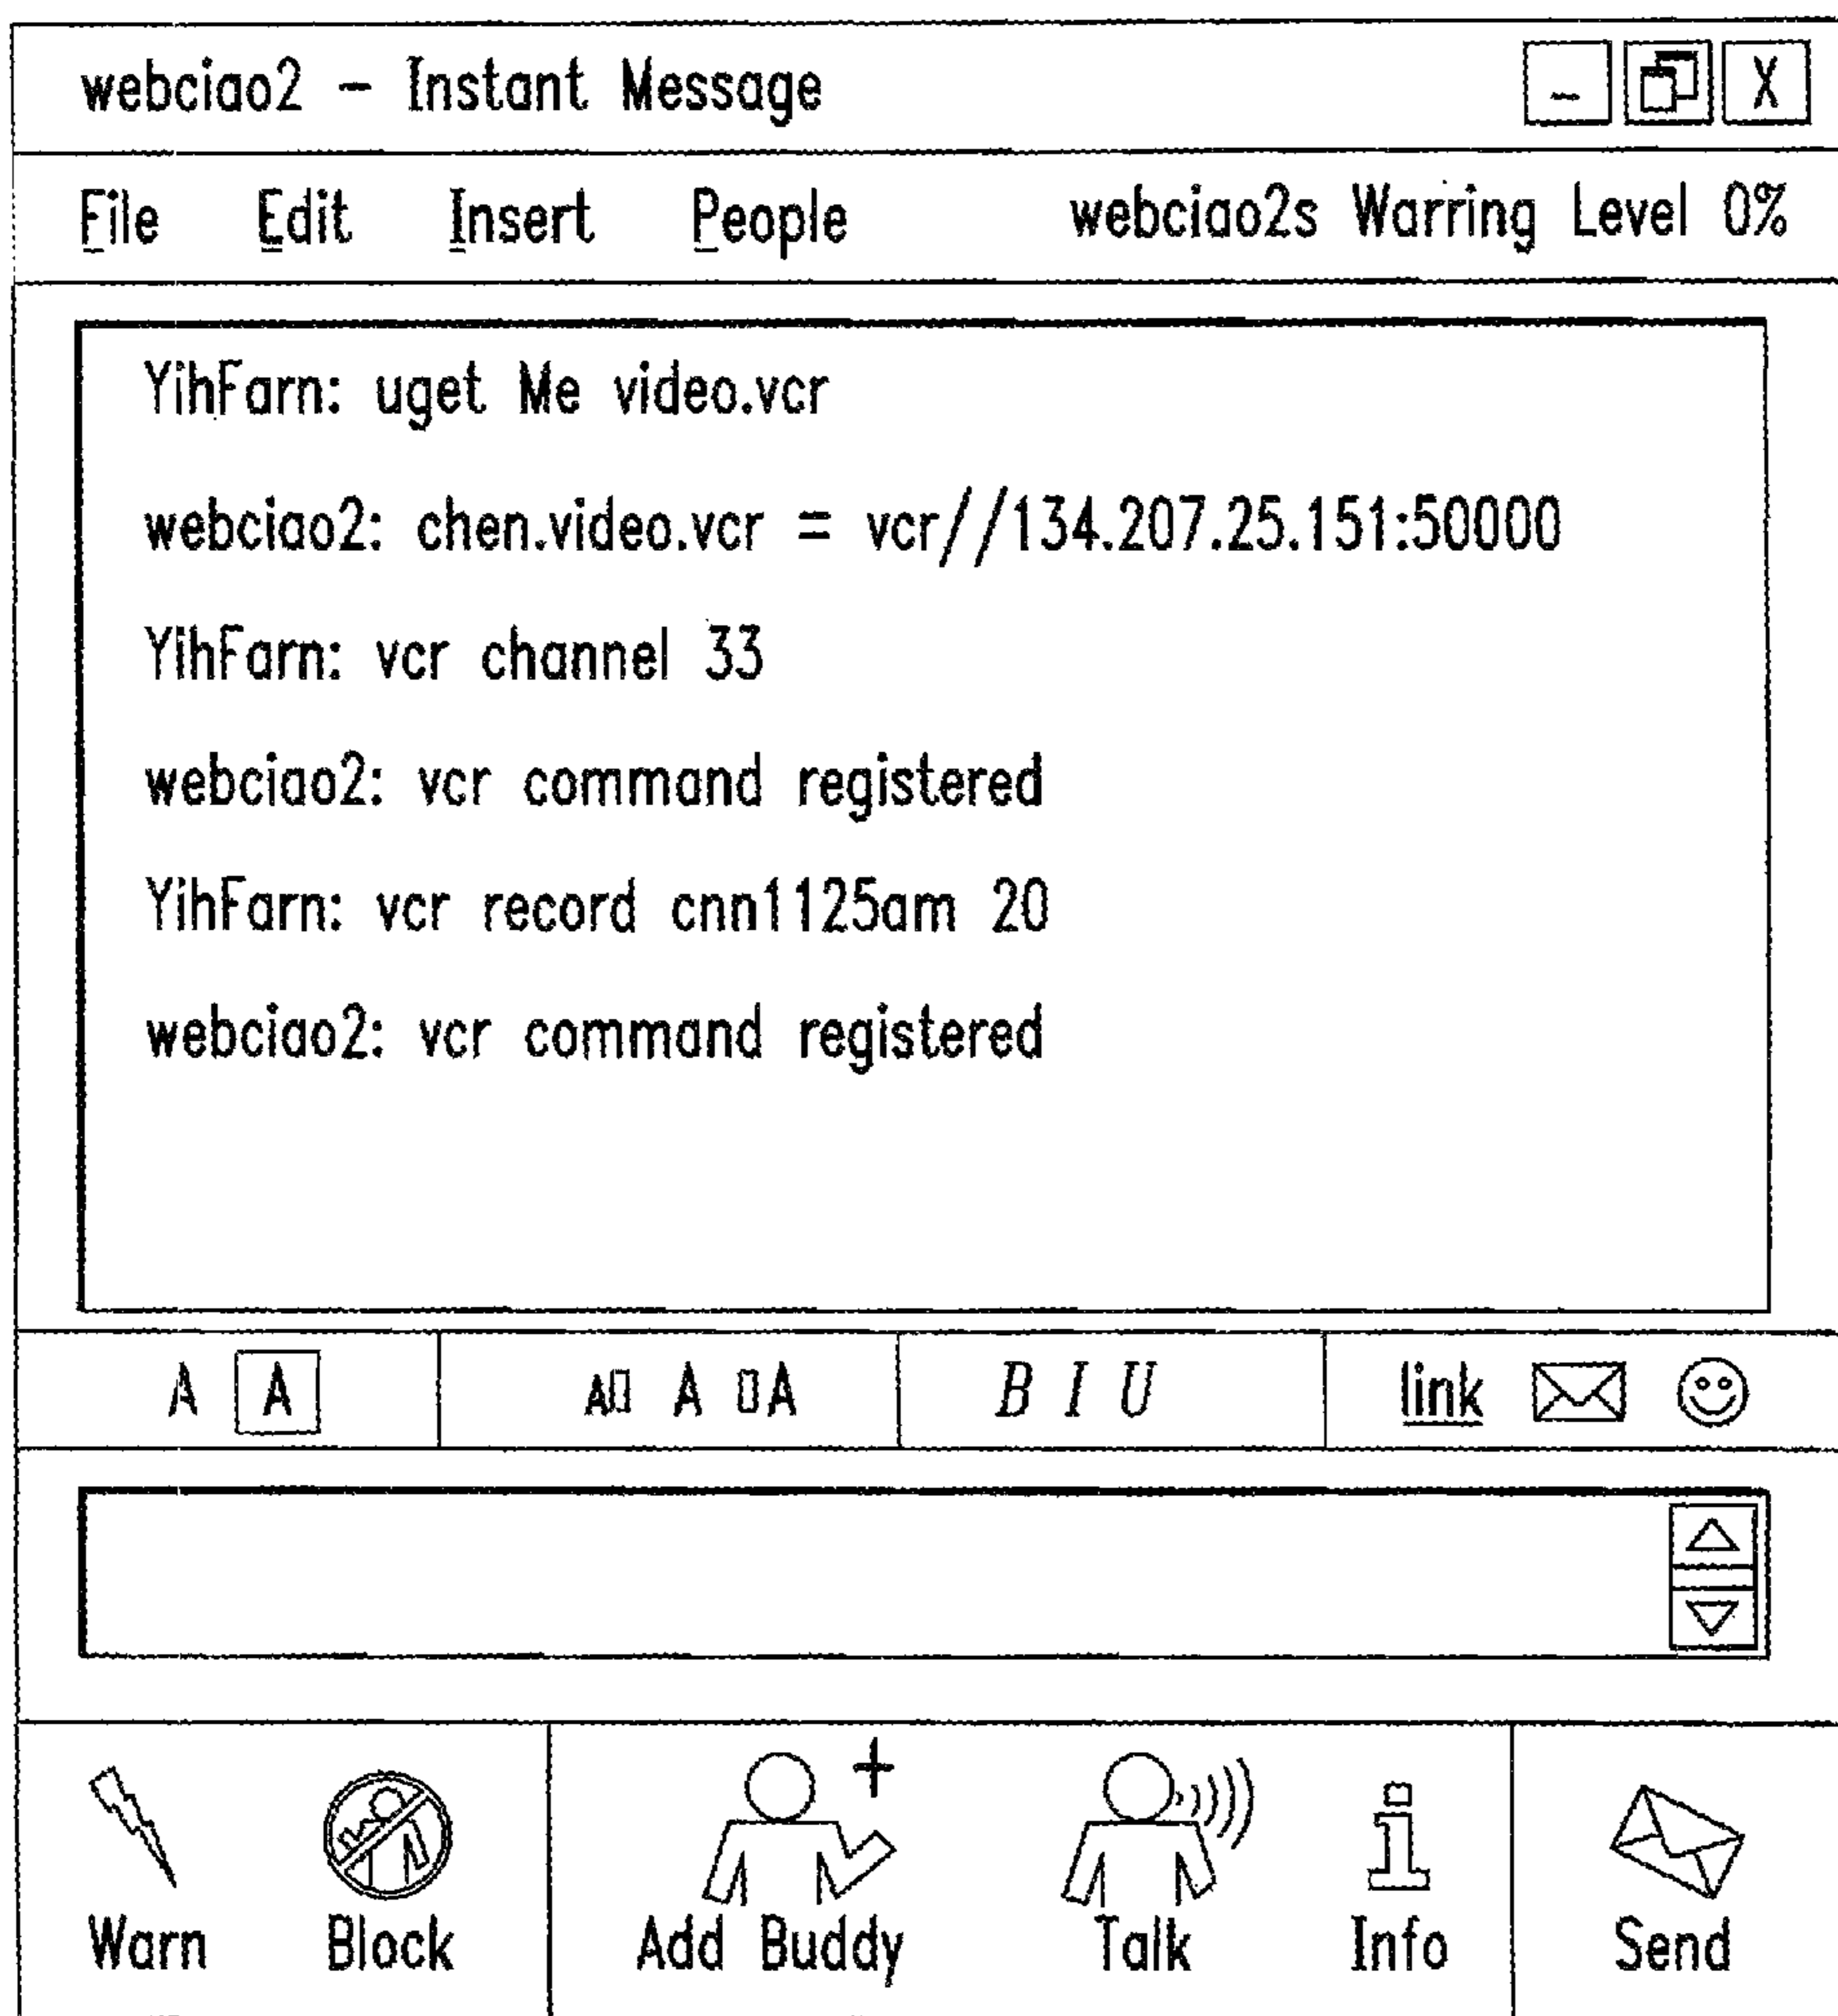 webciao2 – Instant Message - X
File Edit Insert People webciao2s Warring Level 0%
YihFarn: uget Me video.vcr
webciao2: chen.video.vcr = vcr//134.207.25.151:50000
YihFarn: vcr channel 33
webciao2: vcr command registered
YihFarn: vcr record cnn1125am 20
webciao2: vcr command registered
A A A▯ A ▯A B I U link
Warn Block Add Buddy Talk Info Send